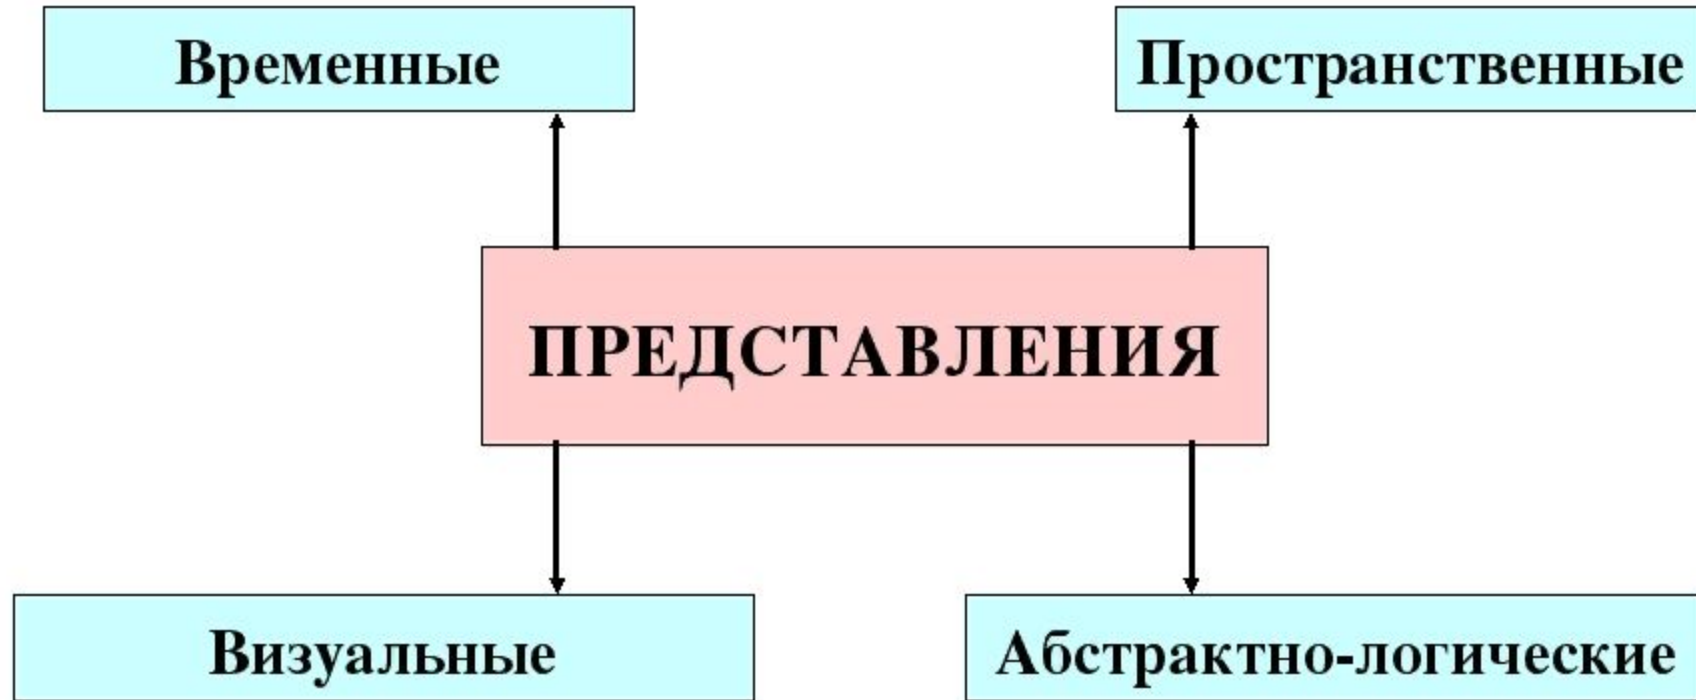 Временные
Пространственные
ПРЕДСТАВЛЕНИЯ
Визуальные
Абстрактно-логические